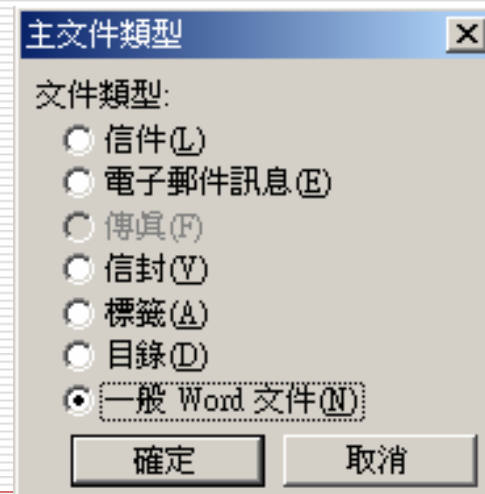 主文件類型
文件類型:
信件(L)
電子郵件訊息(E)
傳眞(F)
信封(V)
標籤(A)
目錄(D)
一般 Word 文件(N)
確定 取消